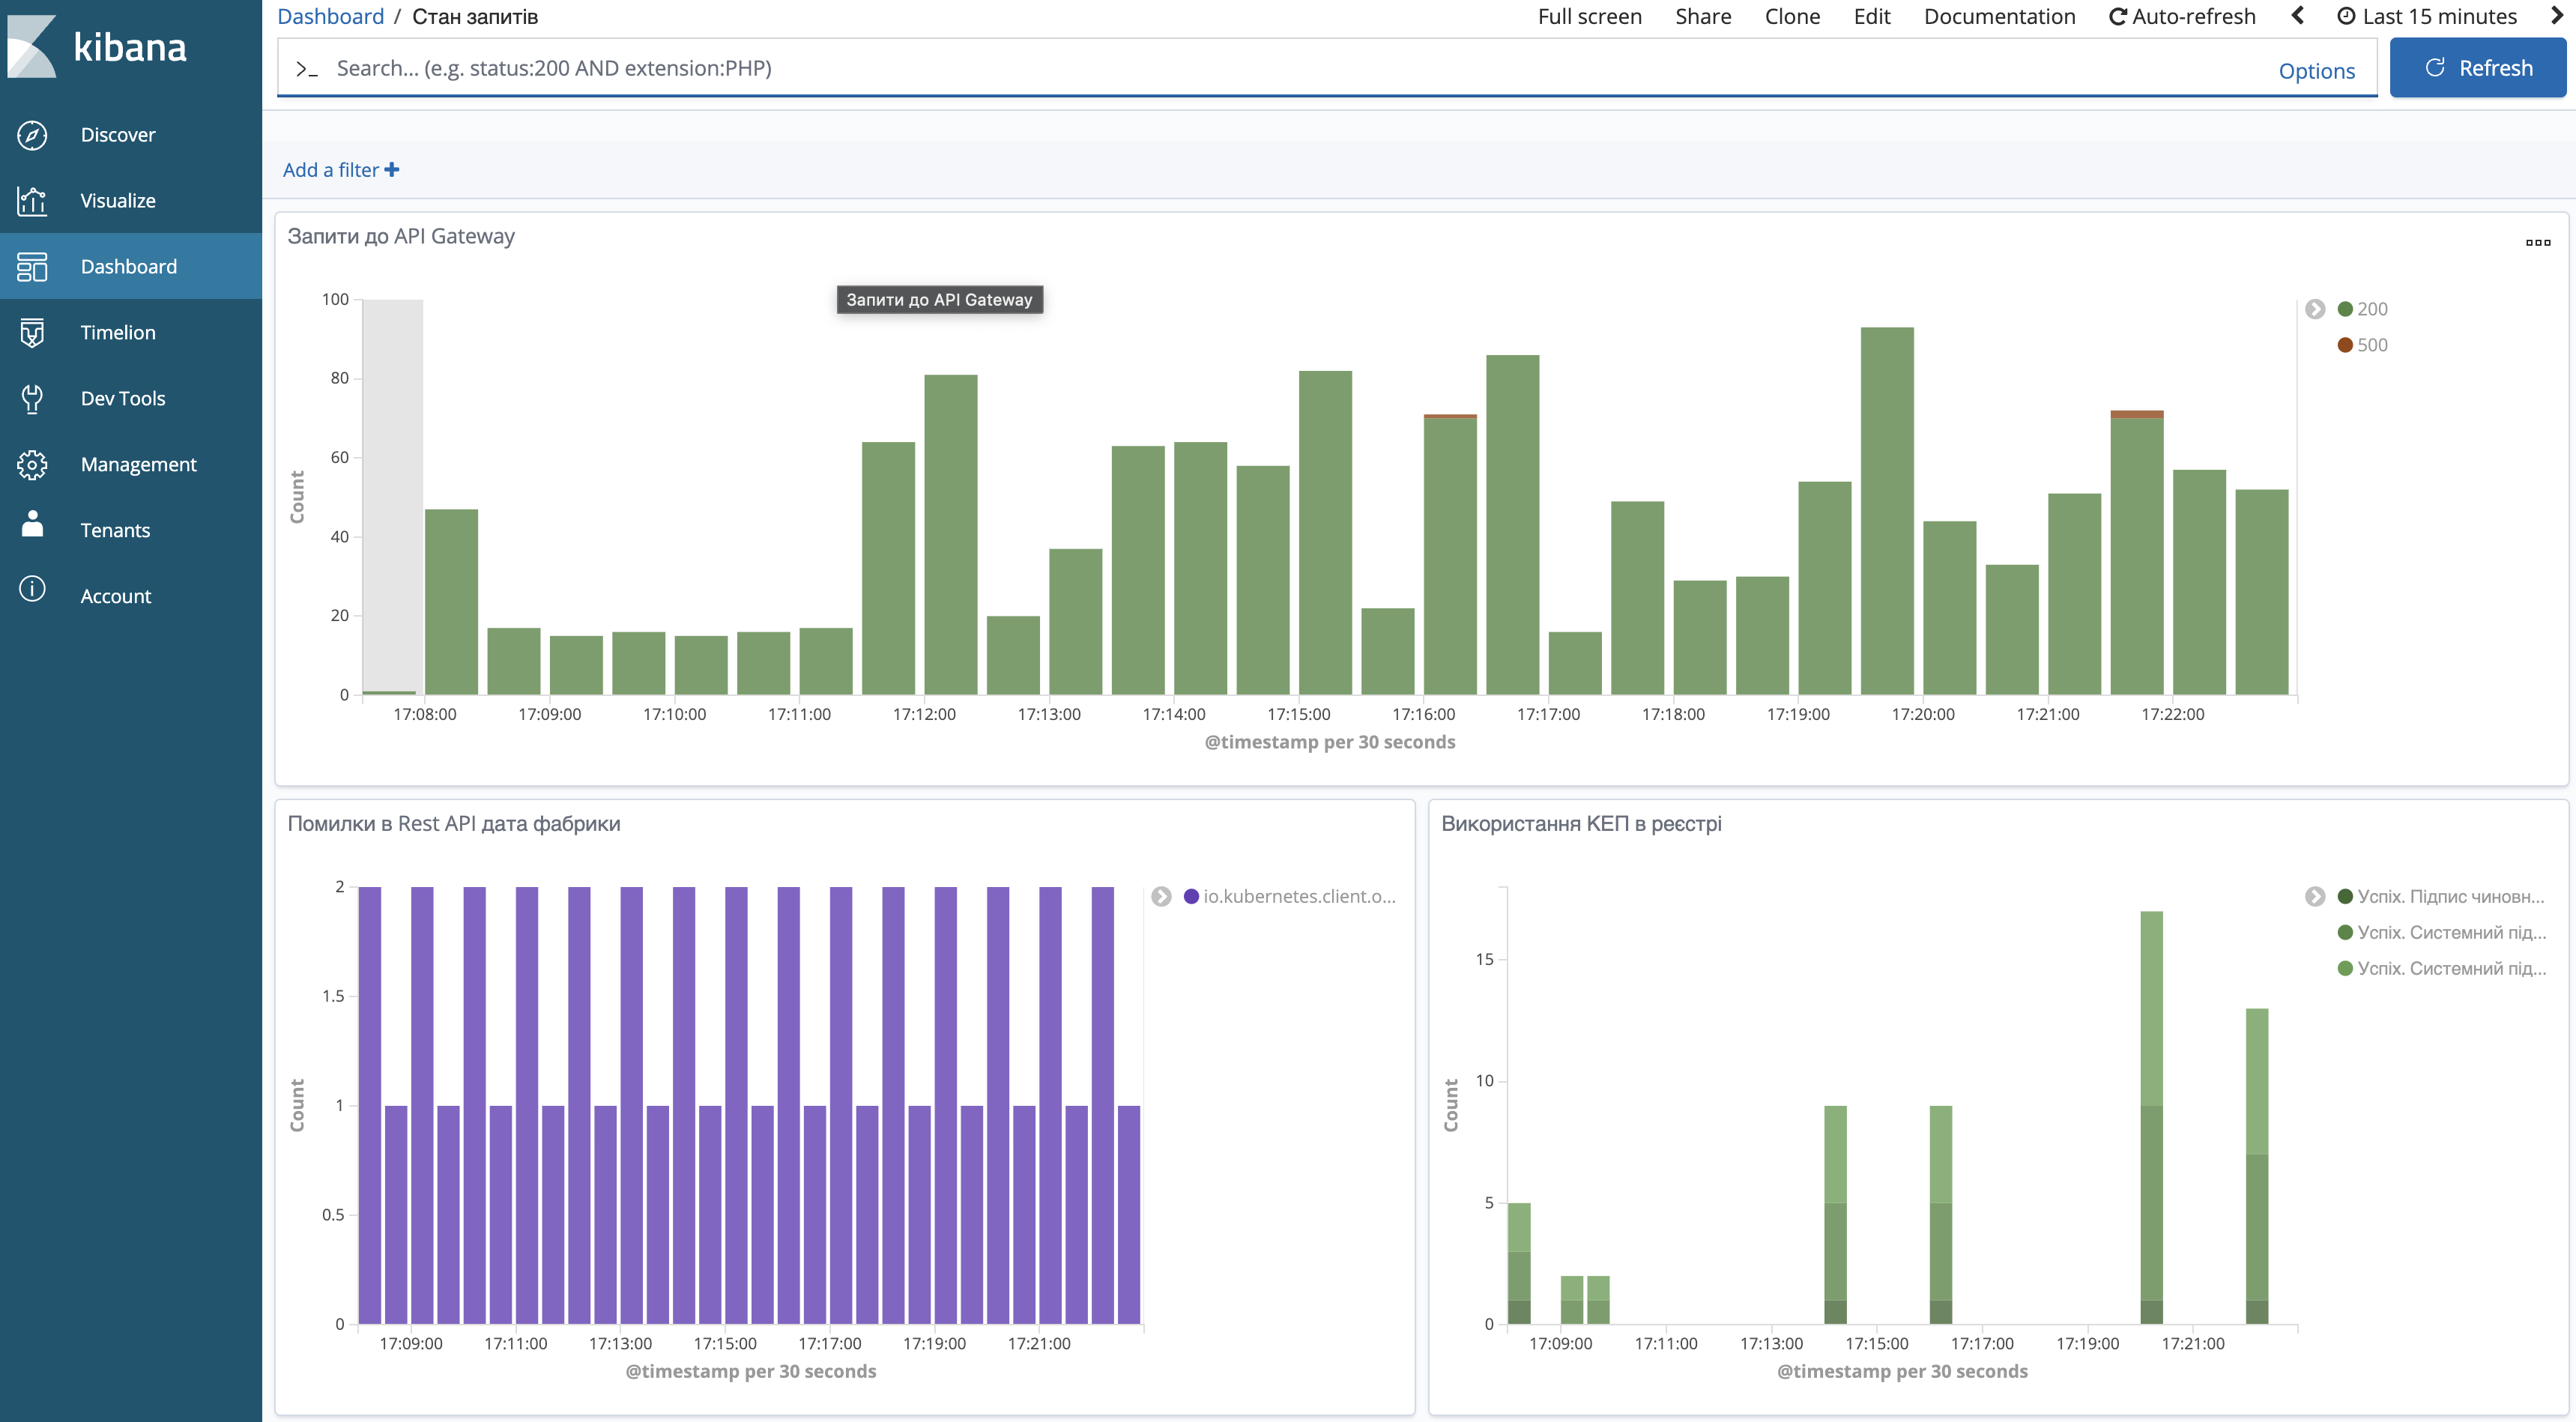 kibana
Discover
Visualize
Dashboard
Timelion
Dev Tools
Management
Tenants
Account
Dashboard / Стан запитів
Full screen Share Clone Edit Documentation Auto-refresh Last 15 minutes
>_ Search... (e.g. status:200 AND extension:PHP) Options Refresh
Add a filter +
Запити до API Gateway
Запити до API Gateway
100
80
60
40
20
0
Count
17:08:00 17:09:00 17:10:00 17:11:00 17:12:00 17:13:00 17:14:00 17:15:00 17:16:00 17:17:00 17:18:00 17:19:00 17:20:00 17:21:00 17:22:00
@timestamp per 30 seconds
200
500
Помилки в Rest API дата фабрики
2
1.5
1
0.5
0
Count
17:09:00 17:11:00 17:13:00 17:15:00 17:17:00 17:19:00 17:21:00
@timestamp per 30 seconds
io.kubernetes.client.o...
Використання КЕП в реєстрі
15
10
5
0
Count
17:09:00 17:11:00 17:13:00 17:15:00 17:17:00 17:19:00 17:21:00
@timestamp per 30 seconds
Успіх. Підпис чиновн...
Успіх. Системний під...
Успіх. Системний під...